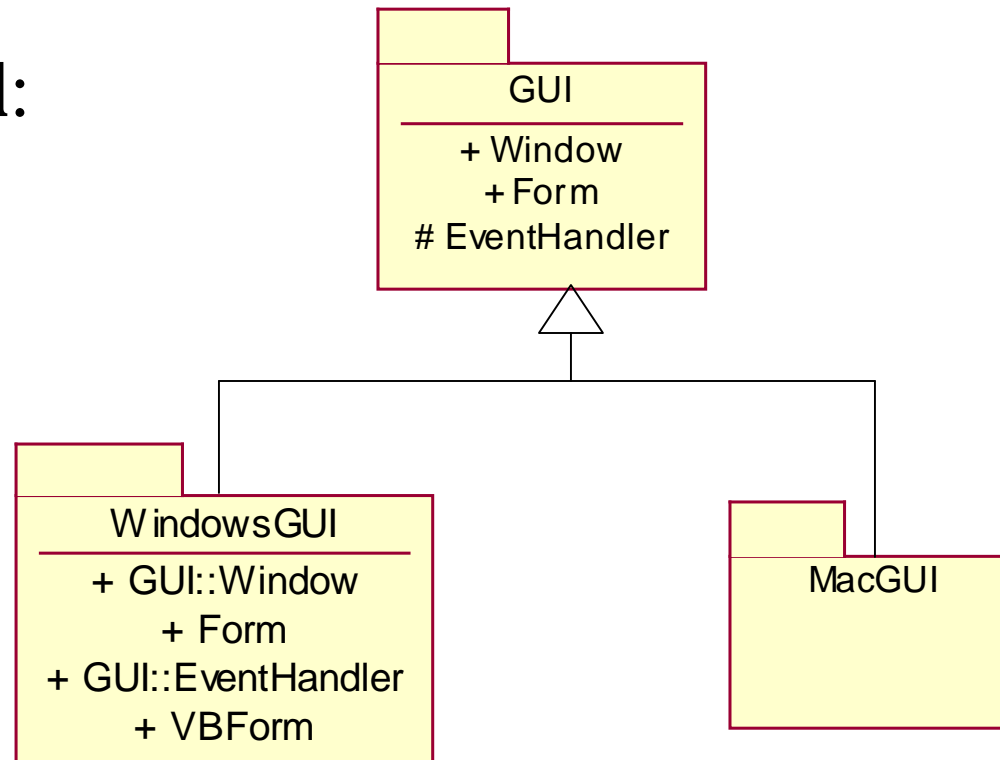 l:
GUI
+ Window
+ Form
# EventHandler
WindowsGUI
+ GUI::Window
+ Form
+ GUI::EventHandler
+ VBForm
MacGUI